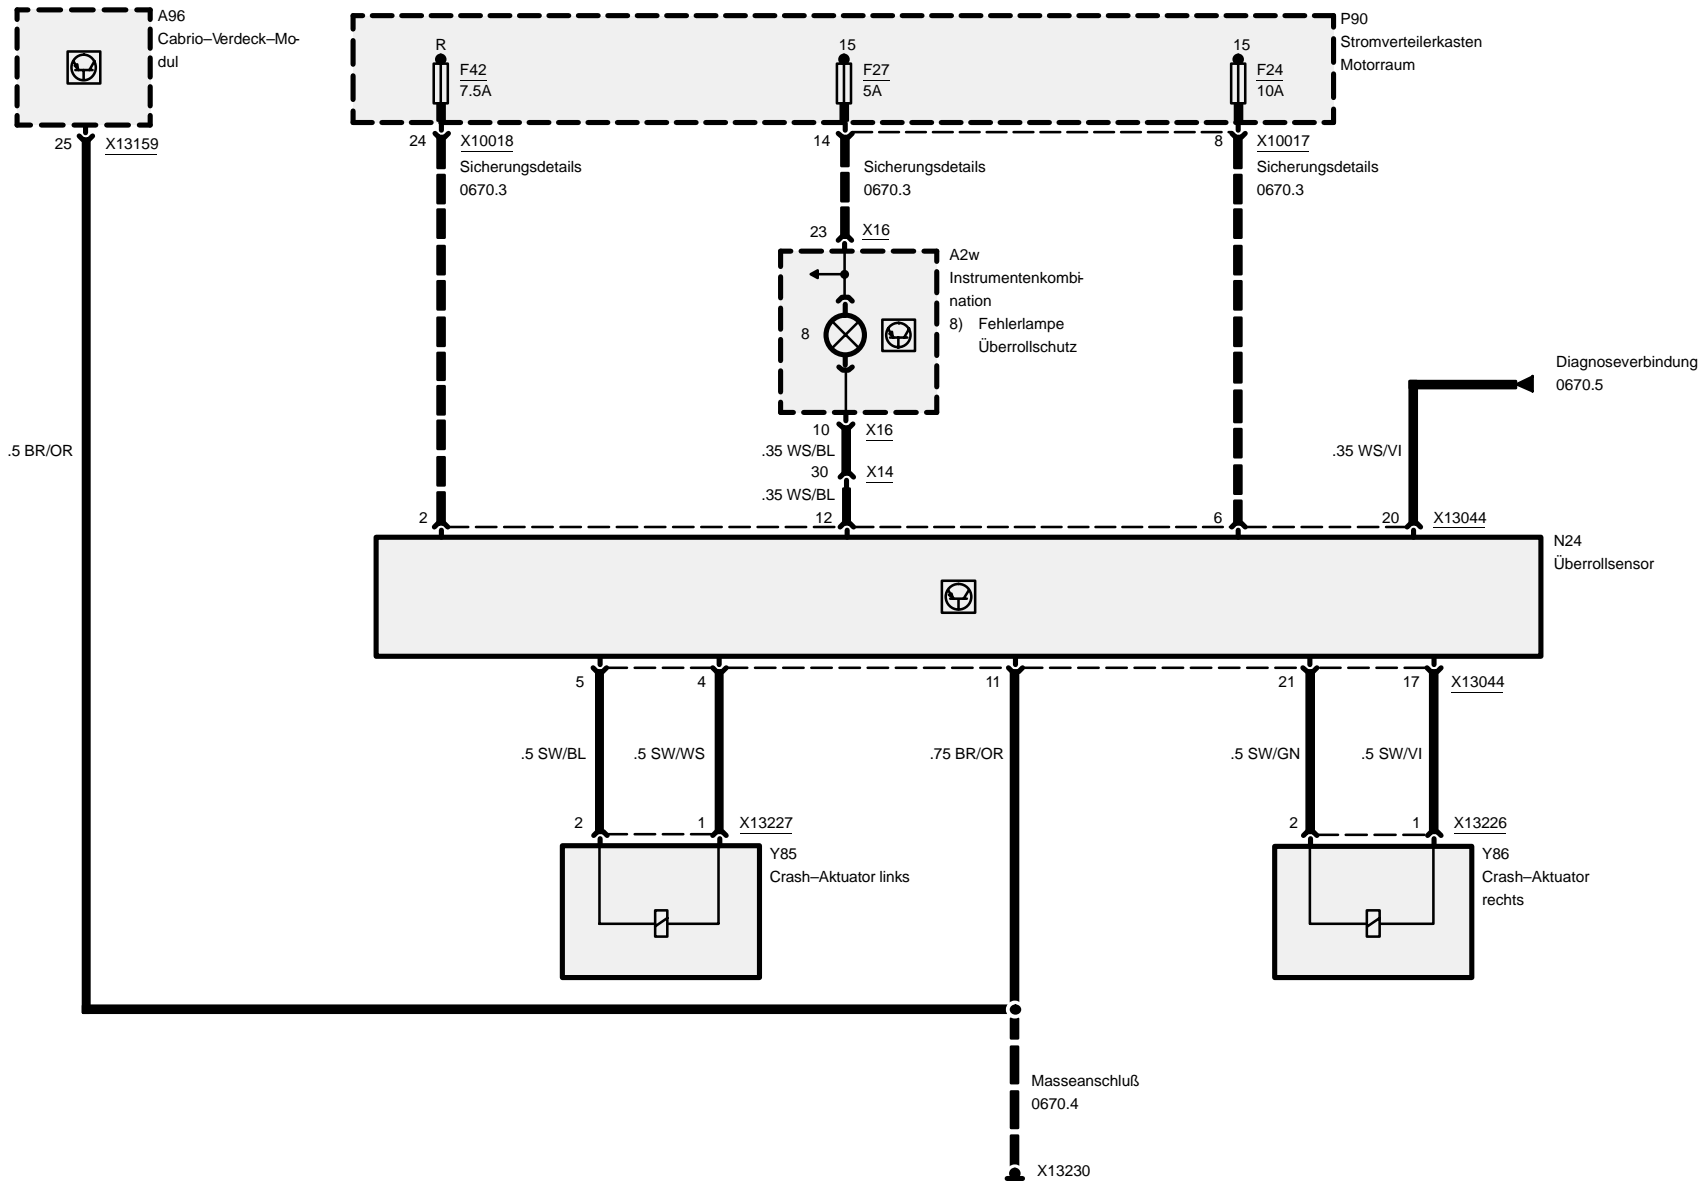 A96
Cabrio–Verdeck–Mo-
dul
25
X13159
P90
Stromverteilerkasten
Motorraum
R
F42
7.5A
15
F27
5A
15
F24
10A
24
X10018
Sicherungsdetails
0670.3
14
Sicherungsdetails
0670.3
8
X10017
Sicherungsdetails
0670.3
23
X16
A2w
Instrumentenkombi-
nation
8) Fehlerlampe
Überrollschutz
8
Diagnoseverbindung
0670.5
10
X16
.5 BR/OR
.35 WS/BL
.35 WS/VI
30
X14
.35 WS/BL
2
12
6
20
X13044
N24
Überrollsensor
5
4
11
21
17
X13044
.5 SW/BL
.5 SW/WS
.75 BR/OR
.5 SW/GN
.5 SW/VI
2
1
X13227
2
1
X13226
Y85
Crash–Aktuator links
Y86
Crash–Aktuator
rechts
Masseanschluß
0670.4
X13230